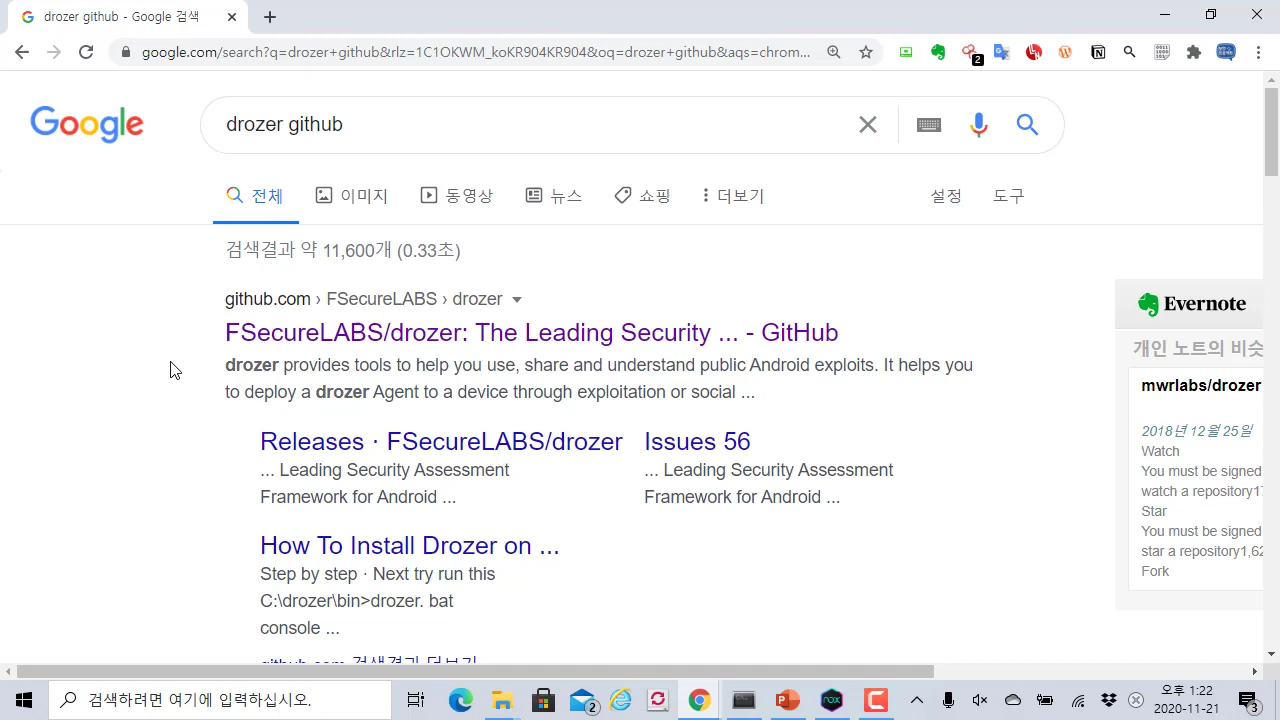 drozer github - Google 검색
google.com/search?q=drozer+github&rlz=1C1OKWM_koKR904KR904&oq=drozer+github&aqs=chrom...
2
Google
drozer github
전체
이미지
동영상
뉴스
쇼핑
더보기
설정
도구
검색결과 약 11,600개 (0.33초)
github.com › FSecureLABS › drozer
FSecureLABS/drozer: The Leading Security ... - GitHub
drozer provides tools to help you use, share and understand public Android exploits. It helps you
to deploy a drozer Agent to a device through exploitation or social ...
Releases · FSecureLABS/drozer
... Leading Security Assessment
Framework for Android ...
Issues 56
... Leading Security Assessment
Framework for Android ...
How To Install Drozer on ...
Step by step · Next try run this
C:\drozer\bin>drozer. bat
console ...
github.com 검색결과 더보기
Evernote
개인 노트의 비슷
mwrlabs/drozer
2018년 12월 25일
Watch
You must be signed
watch a repository17
Star
You must be signed
star a repository1,62
Fork
검색하려면 여기에 입력하십시오.
2
nox
오후 1:22
2020-11-21
3